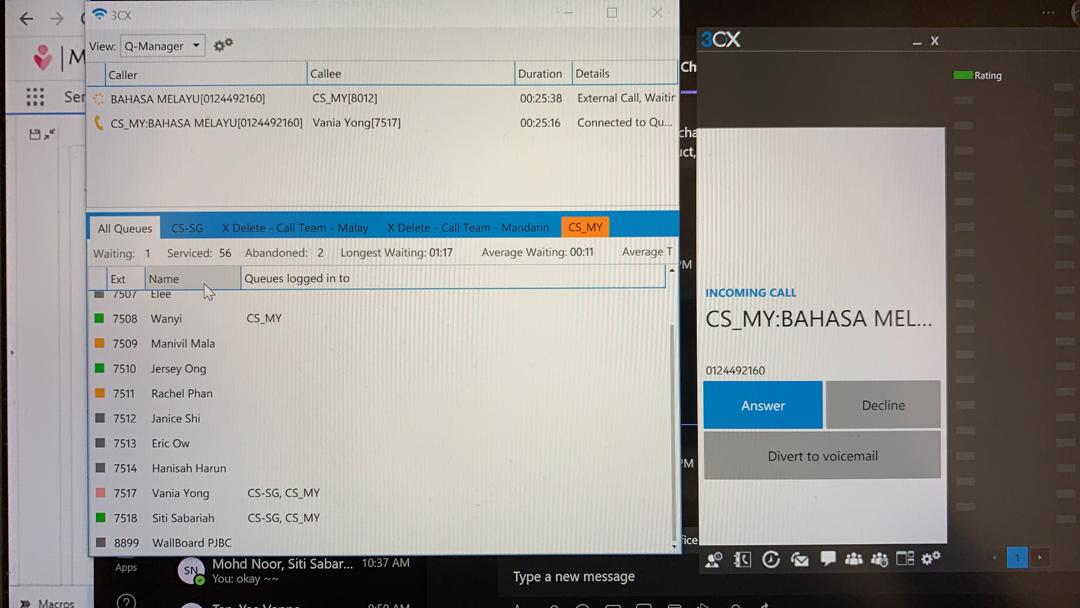 3CX
M
View: Q-Manager
Caller Callee Duration Details
BAHASA MELAYU[0124492160] CS_MY[8012] 00:25:38 External Call, Waitin
CS_MY:BAHASA MELAYU[0124492160] Vania Yong[7517] 00:25:16 Connected to Qu...
Ser
Ch
cha
uct,
All Queues CS-SG X Delete - Call Team - Malay X Delete - Call Team - Mandarin CS_MY
Waiting: 1 Serviced: 56 Abandoned: 2 Longest Waiting: 01:17 Average Waiting: 00:11 Average T
Ext Name Queues logged in to
7507 Elee
7508 Wanyi CS_MY
7509 Manivil Mala
7510 Jersey Ong
7511 Rachel Phan
7512 Janice Shi
7513 Eric Ow
7514 Hanisah Harun
7517 Vania Yong CS-SG, CS_MY
7518 Siti Sabariah CS-SG, CS_MY
8899 WallBoard PJBC
PM
PM
fice
3CX
Rating
INCOMING CALL
CS_MY:BAHASA MEL...
0124492160
Answer Decline
Divert to voicemail
1
Apps
SN
Mohd Noor, Siti Sabar... 10:37 AM
You: okay ~~
Type a new message
Macros